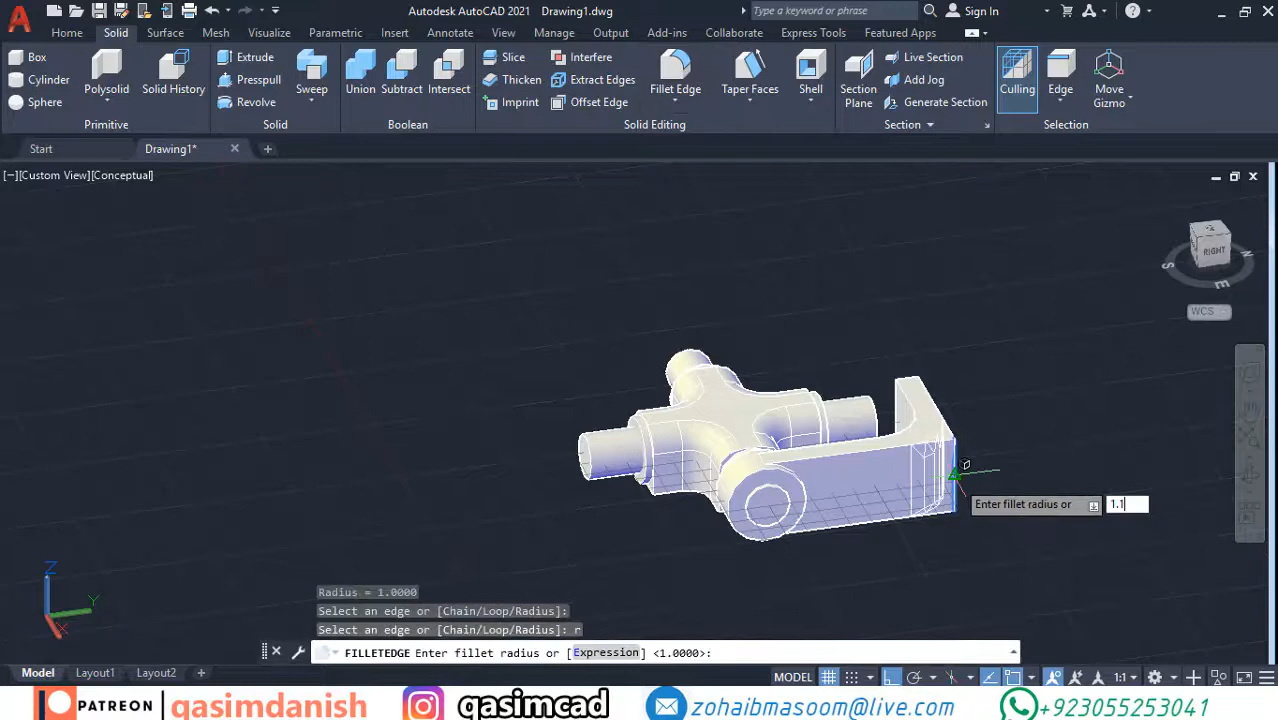 Autodesk AutoCAD 2021 Drawing1.dwg
Type a keyword or phrase
Sign In
Home Solid Surface Mesh Visualize Parametric Insert Annotate View Manage Output Add-ins Collaborate Express Tools Featured Apps
Box
Cylinder
Sphere
Polysolid
Solid History
Primitive
Extrude
Presspull
Revolve
Sweep
Solid
Union
Subtract
Intersect
Boolean
Slice
Thicken
Imprint
Interfere
Extract Edges
Offset Edge
Fillet Edge
Taper Faces
Shell
Solid Editing
Section
Plane
Live Section
Add Jog
Generate Section
Section
Culling
Edge
Move
Gizmo
Selection
Start
Drawing1*
[−][Custom View][Conceptual]
RIGHT
S
E
N
WCS
Enter fillet radius or 1.1
Z
Y
X
Radius = 1.0000
Select an edge or [Chain/Loop/Radius]:
Select an edge or [Chain/Loop/Radius]: r
FILLETEDGE Enter fillet radius or [Expression] <1.0000>:
Model Layout1 Layout2 +
MODEL
1:1
PATREON qasimdanish
qasimcad
zohaibmasoom@live.com
+923055253041